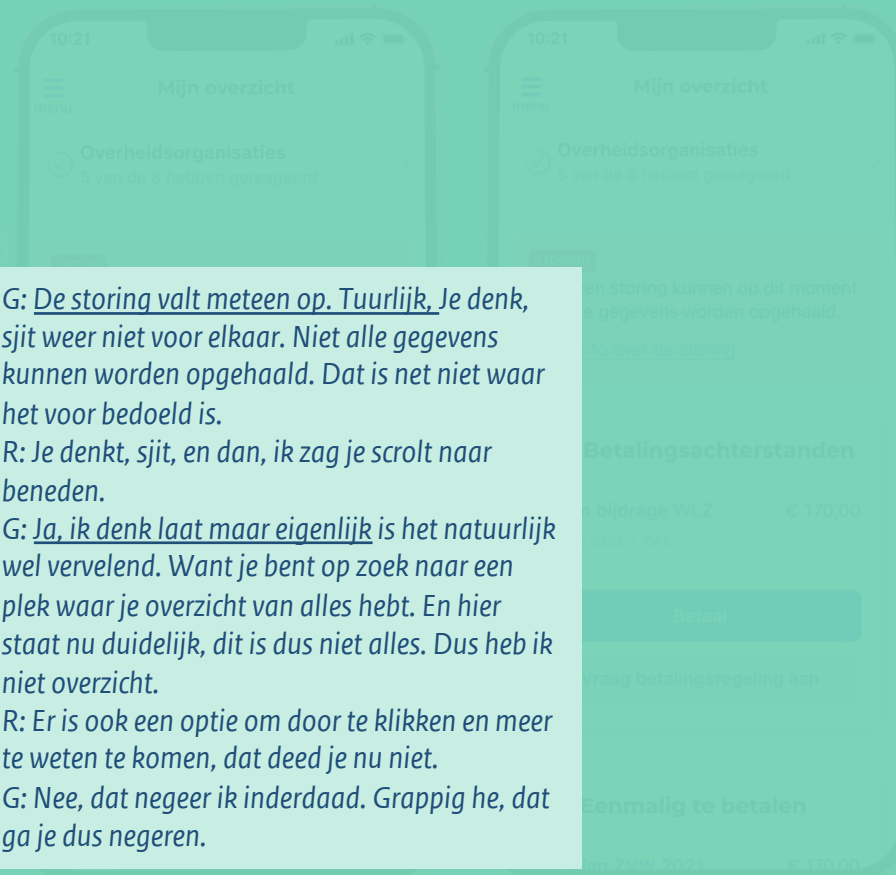 10:21
Mijn overzicht
menu
Overheidsorganisaties
5 van de 8 hebben gereageerd
10:21
Mijn overzicht
menu
Overheidsorganisaties
5 van de 8 hebben gereageerd
STORING
een storing kunnen op dit moment
gegevens worden opgehaald.
info over de storing
Betalingsachterstanden
bijdrage WLZ € 170,00
Betaal
Vraag betalingsregeling aan
Eenmalig te betalen
ZVW 2021 € 170,00
G: De storing valt meteen op. Tuurlijk, Je denk,
sjit weer niet voor elkaar. Niet alle gegevens
kunnen worden opgehaald. Dat is net niet waar
het voor bedoeld is.
R: Je denkt, sjit, en dan, ik zag je scrolt naar
beneden.
G: Ja, ik denk laat maar eigenlijk is het natuurlijk
wel vervelend. Want je bent op zoek naar een
plek waar je overzicht van alles hebt. En hier
staat nu duidelijk, dit is dus niet alles. Dus heb ik
niet overzicht.
R: Er is ook een optie om door te klikken en meer
te weten te komen, dat deed je nu niet.
G: Nee, dat negeer ik inderdaad. Grappig he, dat
ga je dus negeren.